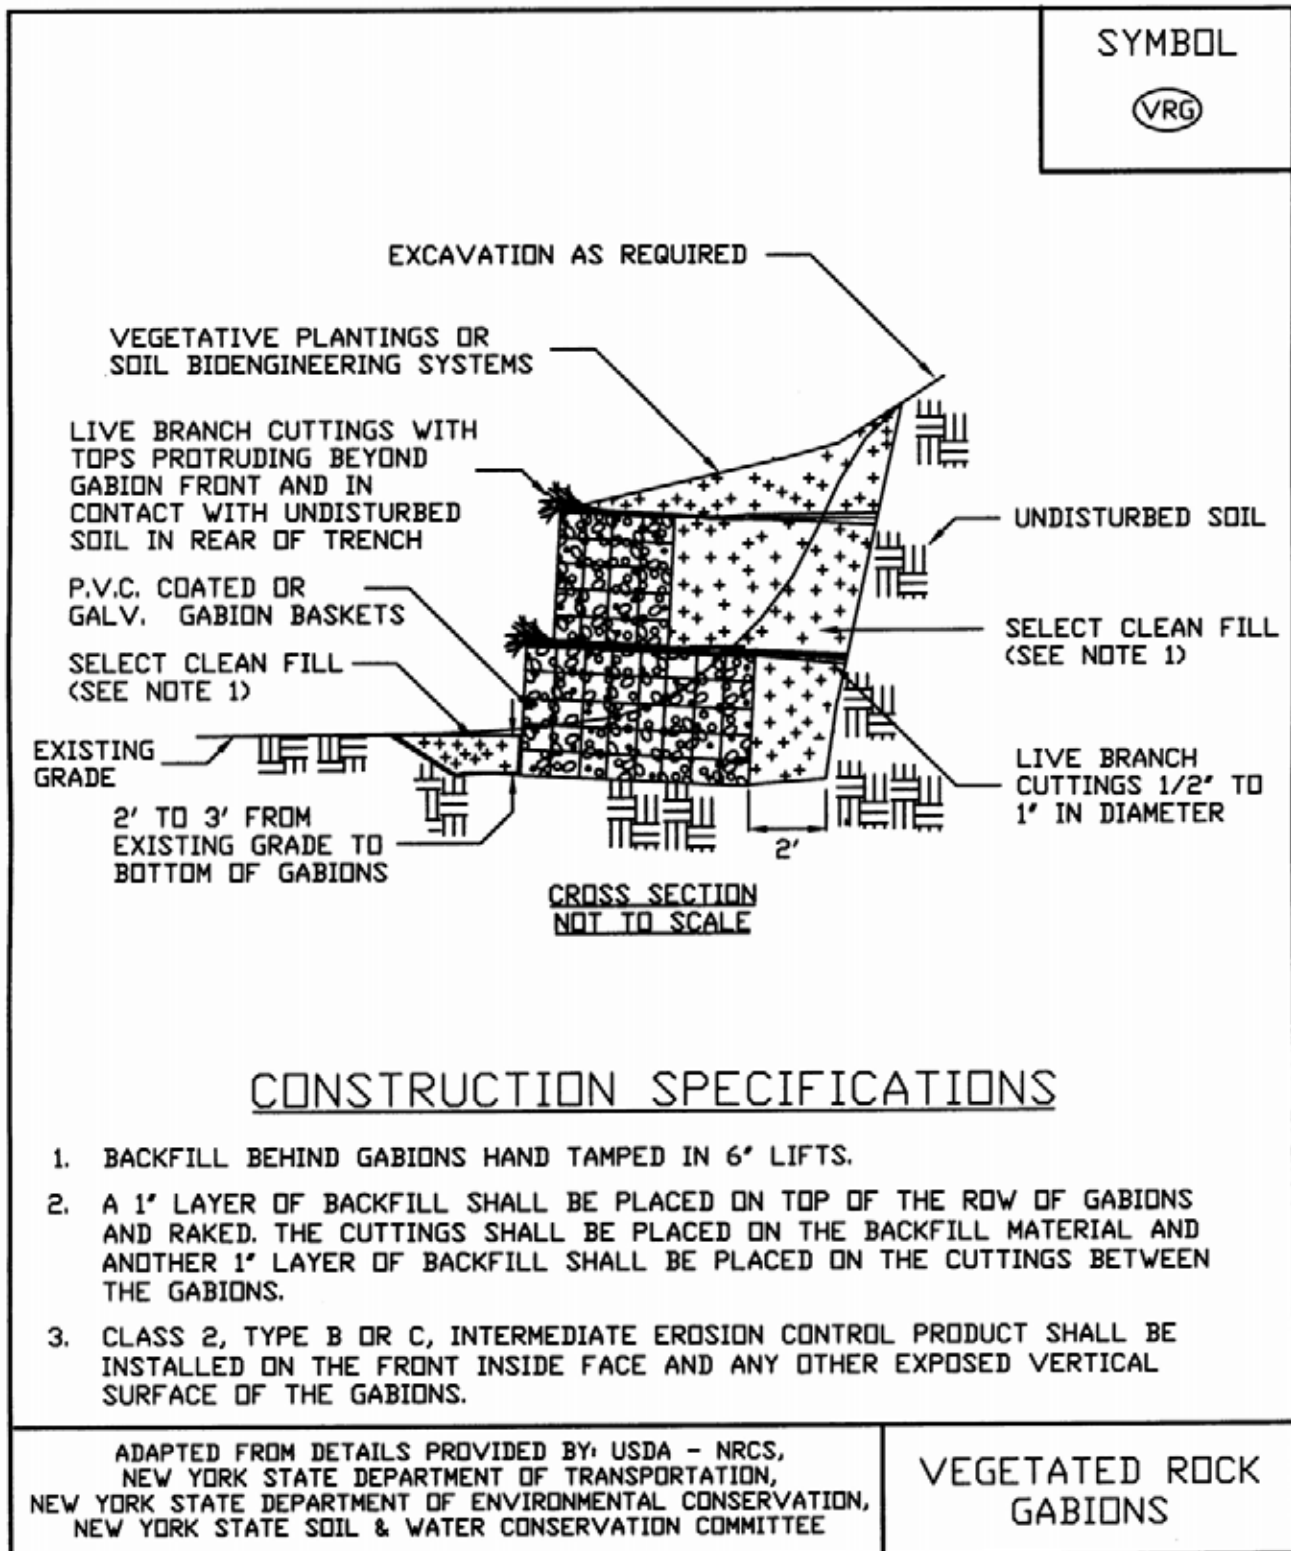 SYMBOL
VRG
EXCAVATION AS REQUIRED
VEGETATIVE PLANTINGS OR
SOIL BIOENGINEERING SYSTEMS
LIVE BRANCH CUTTINGS WITH
TOPS PROTRUDING BEYOND
GABION FRONT AND IN
CONTACT WITH UNDISTURBED
SOIL IN REAR OF TRENCH
P.V.C. COATED OR
GALV. GABION BASKETS
SELECT CLEAN FILL
(SEE NOTE 1)
EXISTING
GRADE
2' TO 3' FROM
EXISTING GRADE TO
BOTTOM OF GABIONS
UNDISTURBED SOIL
SELECT CLEAN FILL
(SEE NOTE 1)
LIVE BRANCH
CUTTINGS 1/2" TO
1" IN DIAMETER
2'
CROSS SECTION
NOT TO SCALE
CONSTRUCTION SPECIFICATIONS
1. BACKFILL BEHIND GABIONS HAND TAMPED IN 6" LIFTS.
2. A 1" LAYER OF BACKFILL SHALL BE PLACED ON TOP OF THE ROW OF GABIONS
AND RAKED. THE CUTTINGS SHALL BE PLACED ON THE BACKFILL MATERIAL AND
ANOTHER 1" LAYER OF BACKFILL SHALL BE PLACED ON THE CUTTINGS BETWEEN
THE GABIONS.
3. CLASS 2, TYPE B OR C, INTERMEDIATE EROSION CONTROL PRODUCT SHALL BE
INSTALLED ON THE FRONT INSIDE FACE AND ANY OTHER EXPOSED VERTICAL
SURFACE OF THE GABIONS.
ADAPTED FROM DETAILS PROVIDED BY: USDA - NRCS,
NEW YORK STATE DEPARTMENT OF TRANSPORTATION,
NEW YORK STATE DEPARTMENT OF ENVIRONMENTAL CONSERVATION,
NEW YORK STATE SOIL & WATER CONSERVATION COMMITTEE
VEGETATED ROCK
GABIONS